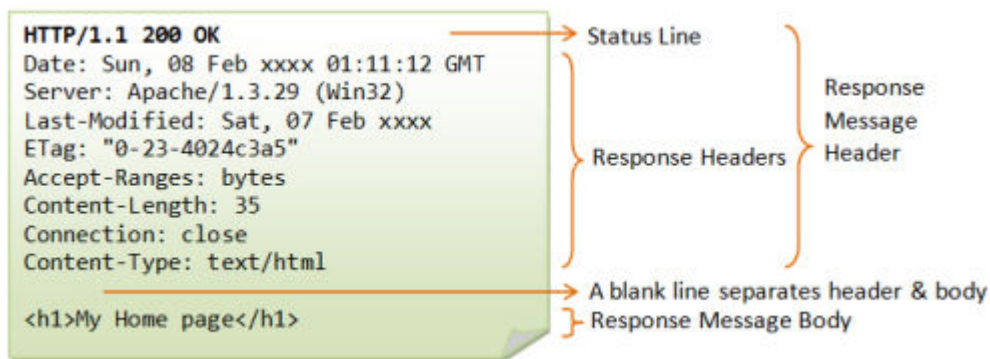 HTTP/1.1 200 OK
Date: Sun, 08 Feb xxxx 01:11:12 GMT
Server: Apache/1.3.29 (Win32)
Last-Modified: Sat, 07 Feb xxxx
ETag: "0-23-4024c3a5"
Accept-Ranges: bytes
Content-Length: 35
Connection: close
Content-Type: text/html
<h1>My Home page</h1>
Status Line
Response Headers
Response
Message
Header
A blank line separates header & body
Response Message Body